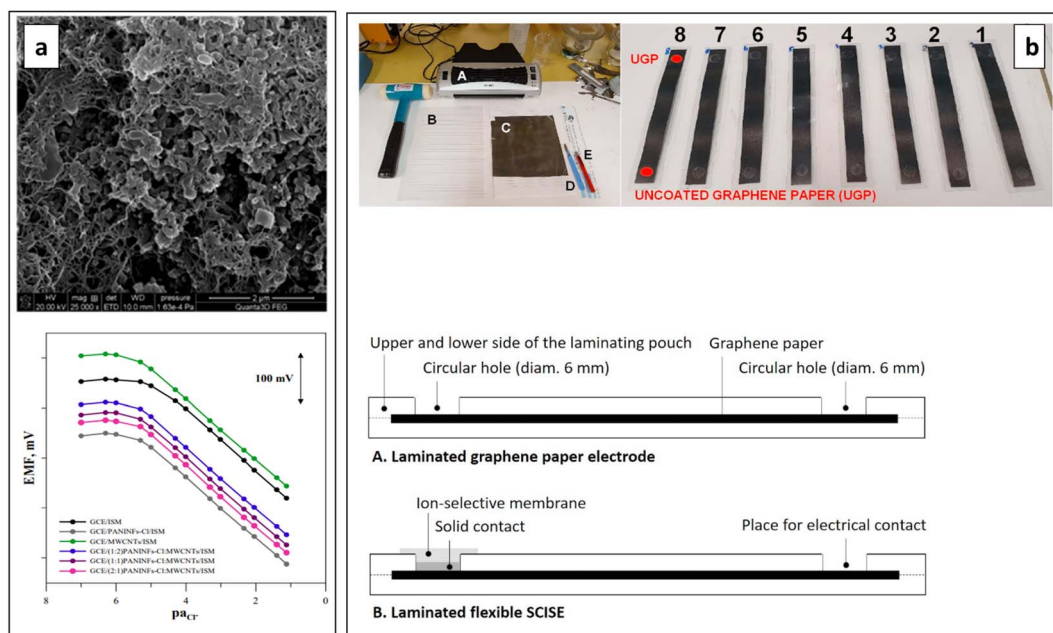 a
HV
mag
det
WD
pressure
2 µm
20.00 kV
25 000 x
ETD
10.0 mm
1.63e-4 Pa
Quanta3D FEG
100 mV
EMF, mV
GCE/ISM
GCE/PANINFs-Cl/ISM
GCE/MWCNTs/ISM
GCE/(1:2)PANINFs-Cl:MWCNTs/ISM
GCE/(1:1)PANINFs-Cl:MWCNTs/ISM
GCE/(2:1)PANINFs-Cl:MWCNTs/ISM
8 6 4 2 0
paCl-
A
B
C
D
E
8 7 6 5 4 3 2 1
b
UGP
UNCOATED GRAPHENE PAPER (UGP)
Upper and lower side of the laminating pouch
Graphene paper
Circular hole (diam. 6 mm)
Circular hole (diam. 6 mm)
A. Laminated graphene paper electrode
Ion-selective membrane
Solid contact
Place for electrical contact
B. Laminated flexible SCISE